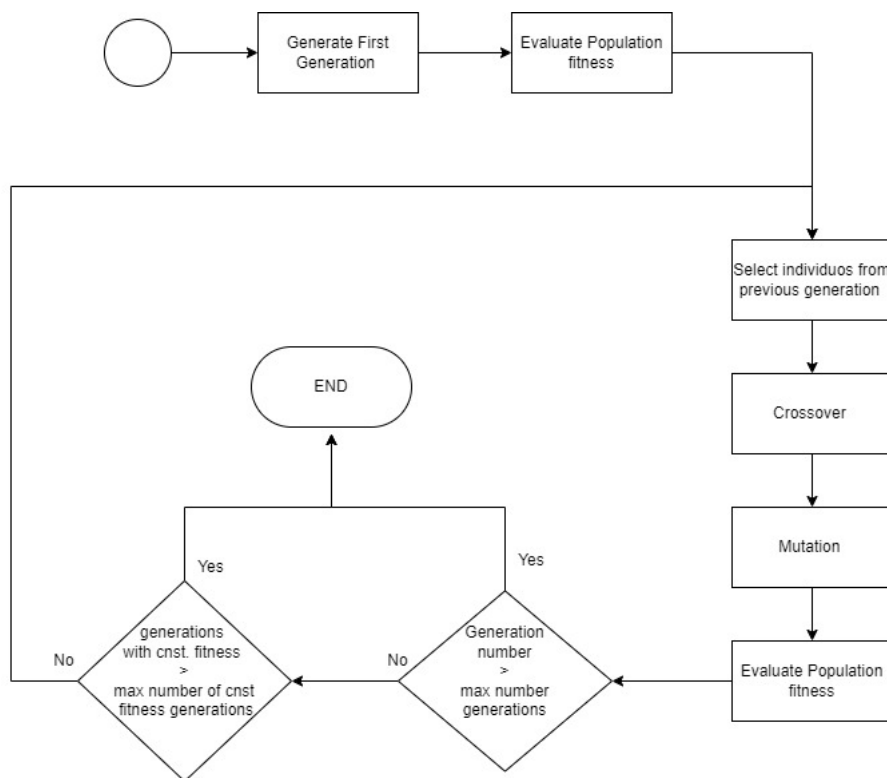 Generate First
Generation
Evaluate Population
fitness
Select individuos from
previous generation
Crossover
Mutation
Evaluate Population
fitness
Generation
number
>
max number
generations
Yes
No
generations
with cnst. fitness
>
max number of cnst
fitness generations
Yes
No
END